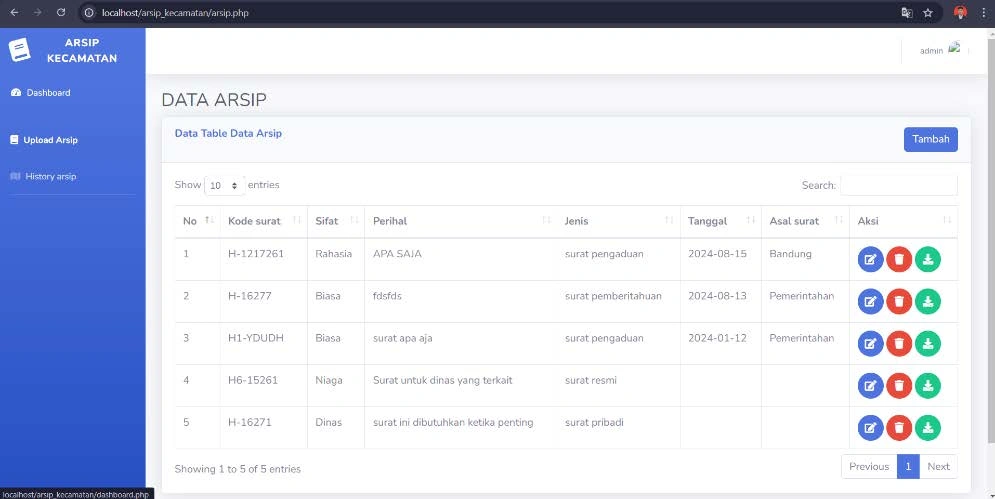 localhost/arsip_kecamatan/arsip.php
ARSIP
KECAMATAN
admin
Dashboard
Upload Arsip
History arsip
DATA ARSIP
Data Table Data Arsip
Tambah
Show 10 entries
Search:
No Kode surat Sifat Perihal Jenis Tanggal Asal surat Aksi
1 H-1217261 Rahasia APA SAJA surat pengaduan 2024-08-15 Bandung
2 H-16277 Biasa fdsfds surat pemberitahuan 2024-08-13 Pemerintahan
3 H1-YDUDH Biasa surat apa aja surat pengaduan 2024-01-12 Pemerintahan
4 H6-15261 Niaga Surat untuk dinas yang terkait surat resmi
5 H-16271 Dinas surat ini dibutuhkan ketika penting surat pribadi
Showing 1 to 5 of 5 entries
Previous 1 Next
localhost/arsip_kecamatan/dashboard.php